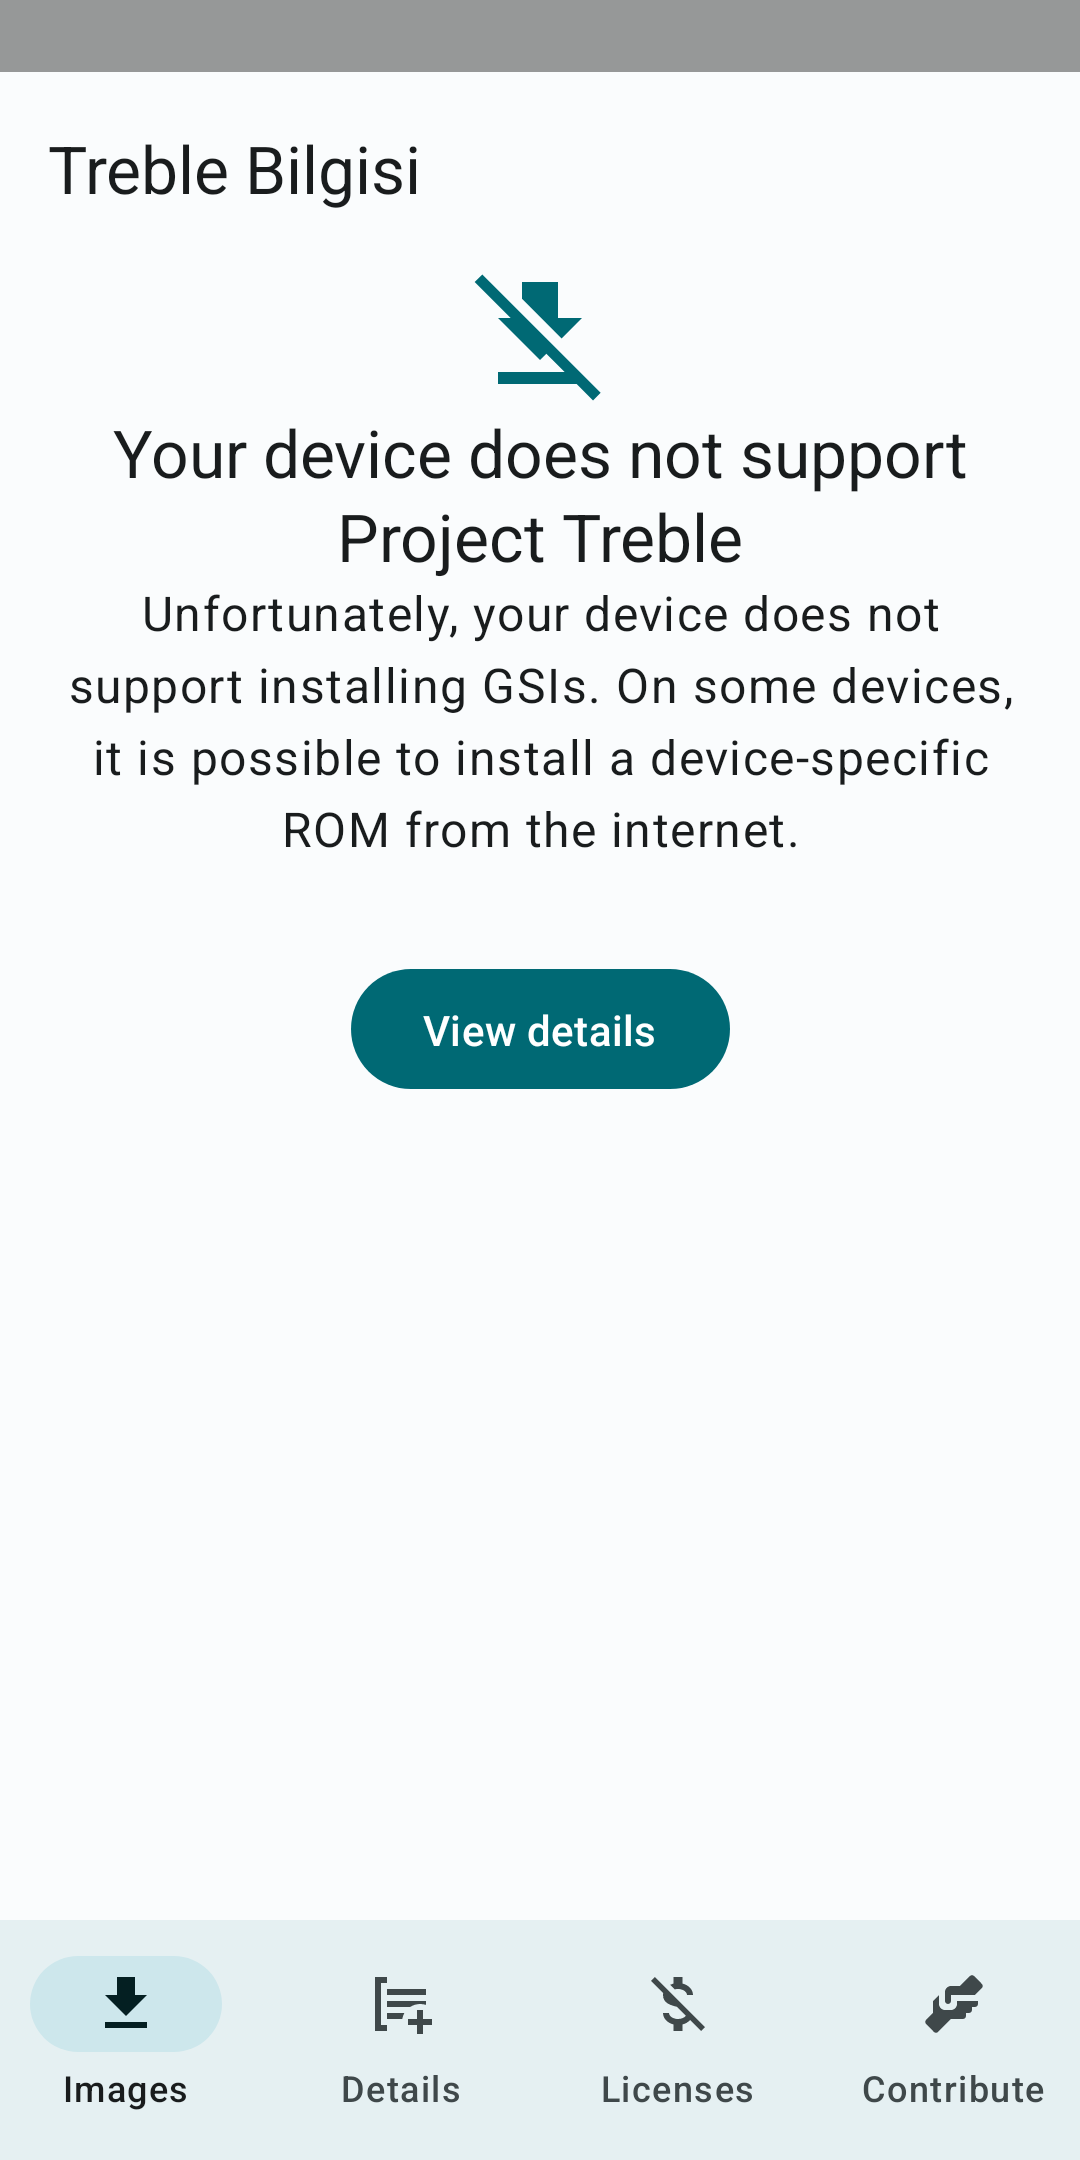 Treble Bilgisi
Your device does not support
Project Treble
Unfortunately, your device does not
support installing GSIs. On some devices,
it is possible to install a device-specific
ROM from the internet.
View details
Images
Details
Licenses
Contribute